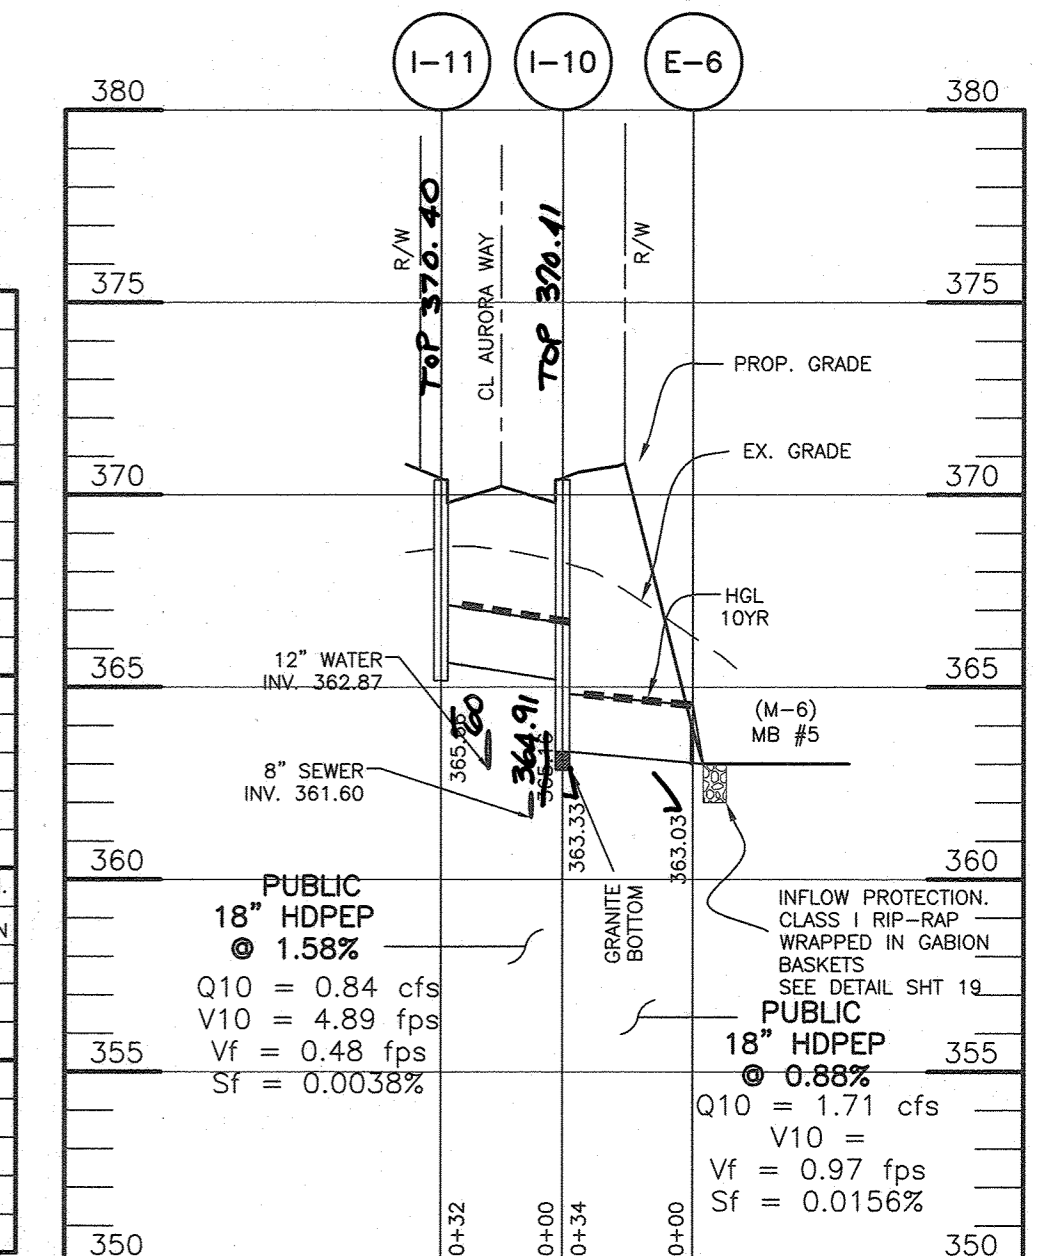 I-11
I-10
E-6
380
380
R/W
TOP 370.40
CL AURORA WAY
TOP 370.41
R/W
375
375
PROP. GRADE
EX. GRADE
370
370
HGL
10YR
12" WATER
INV. 362.87
365
365
(M-6)
MB #5
8" SEWER
INV. 361.60
60
364.91
363.33
363.03
360
360
GRANITE
BOTTOM
INFLOW PROTECTION.
CLASS I RIP-RAP
WRAPPED IN GABION
BASKETS
SEE DETAIL SHT 19
PUBLIC
18" HDPEP
@ 1.58%
Q10 = 0.84 cfs
V10 = 4.89 fps
Vf = 0.48 fps
Sf = 0.0038%
PUBLIC
18" HDPEP
@ 0.88%
Q10 = 1.71 cfs
V10 =
Vf = 0.97 fps
Sf = 0.0156%
355
355
0+32
0+00
0+34
0+00
350
350